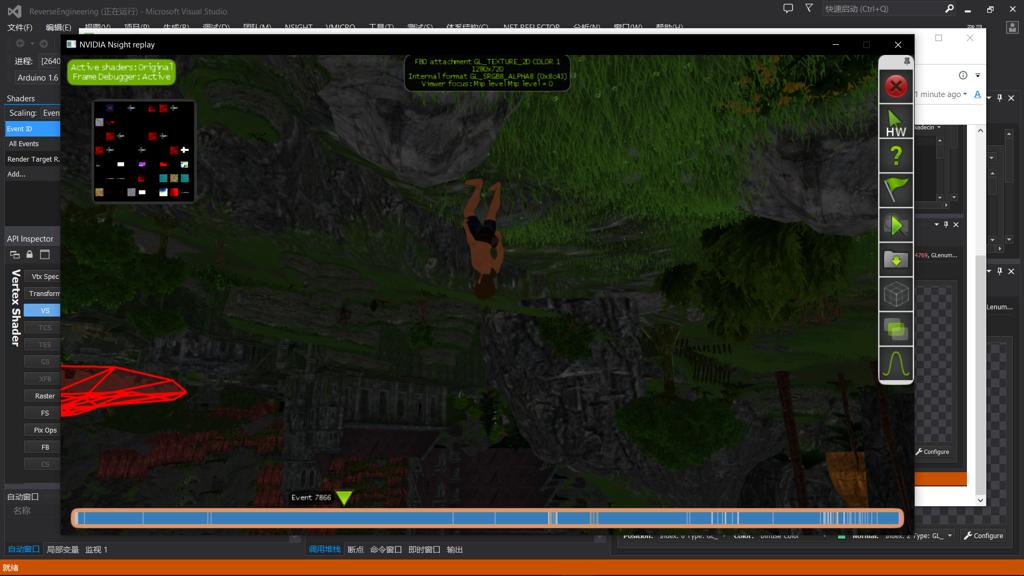 ReverseEngineering (正在运行) - Microsoft Visual Studio
快速启动 (Ctrl+Q)
文件(F)
编辑(E)
进程:
Arduino 1.6
NVIDIA Nsight replay
Active shaders:Original
Frame Debugger:Active
FBO attachment GL_TEXTURE_2D COLOR 1
1280x720
Internal format GL_SRGB8_ALPHA8 (0x8c43)
Viewer focus:Mip level Mip level = 0
1 minute ago
A
HW
?
Shaders
Scaling:
Event ID
All Events
Render Target R
Add...
API Inspector
Vertex Shader
Vtx Spec
Transform
VS
TCS
TES
GS
XFB
Raster
FS
Pix Ops
FB
CS
GLenum...
Configure
Event 7866
自动窗口
名称
自动窗口
局部变量
监视 1
调用堆栈
断点
命令窗口
即时窗口
输出
Configure
就绪